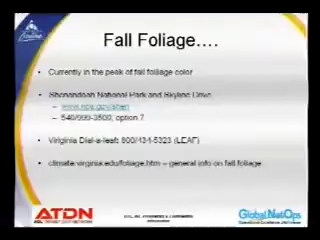 Fall Foliage....
• Currently in the peak of fall foliage color
• Shenandoah National Park and Skyline Drive
– www.nps.gov/shen
– 540/999-3500, option 7
• Virginia Dial-a-leaf: 800/434-5323 (LEAF)
• climate.virginia.edu/foliage.htm – general info on fall foliage
ATDN
GlobalNetOps